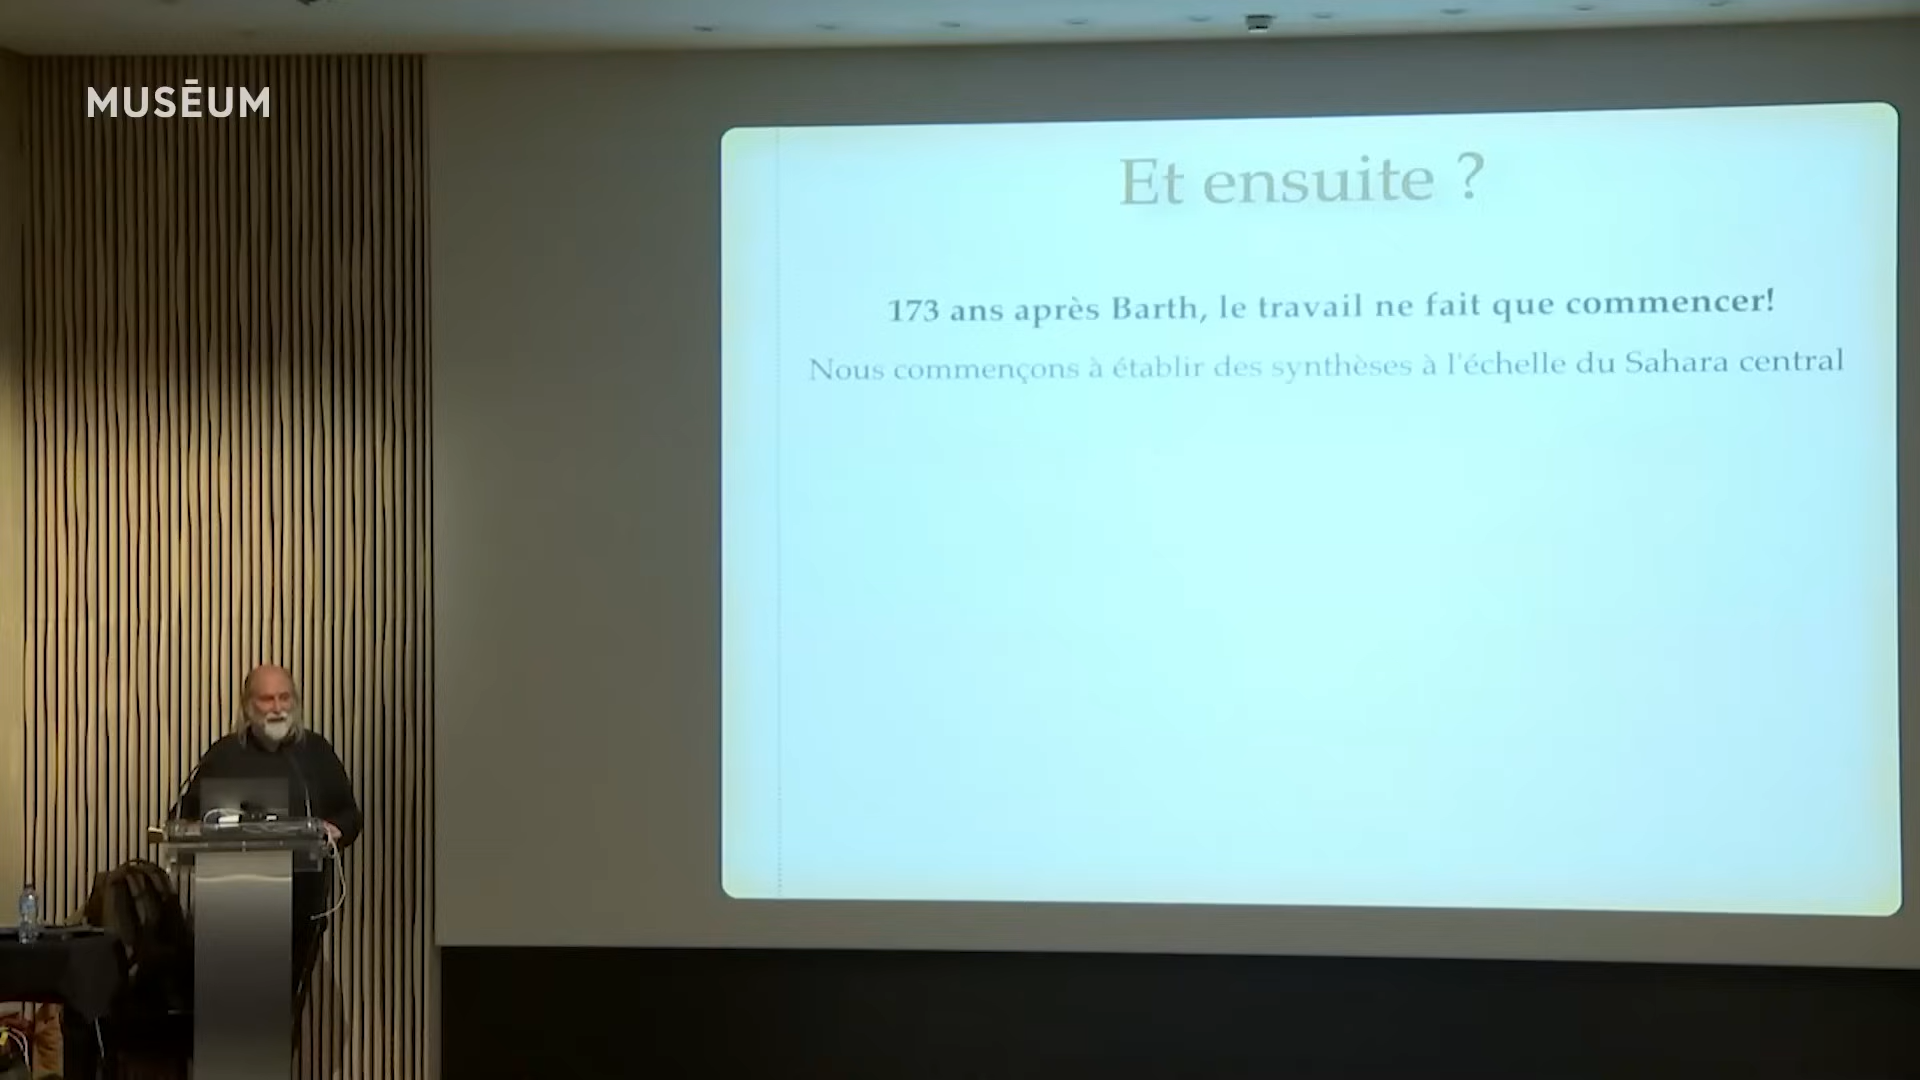 MUSĒUM
Et ensuite ?
173 ans après Barth, le travail ne fait que commencer!
Nous commençons à établir des synthèses à l'échelle du Sahara central